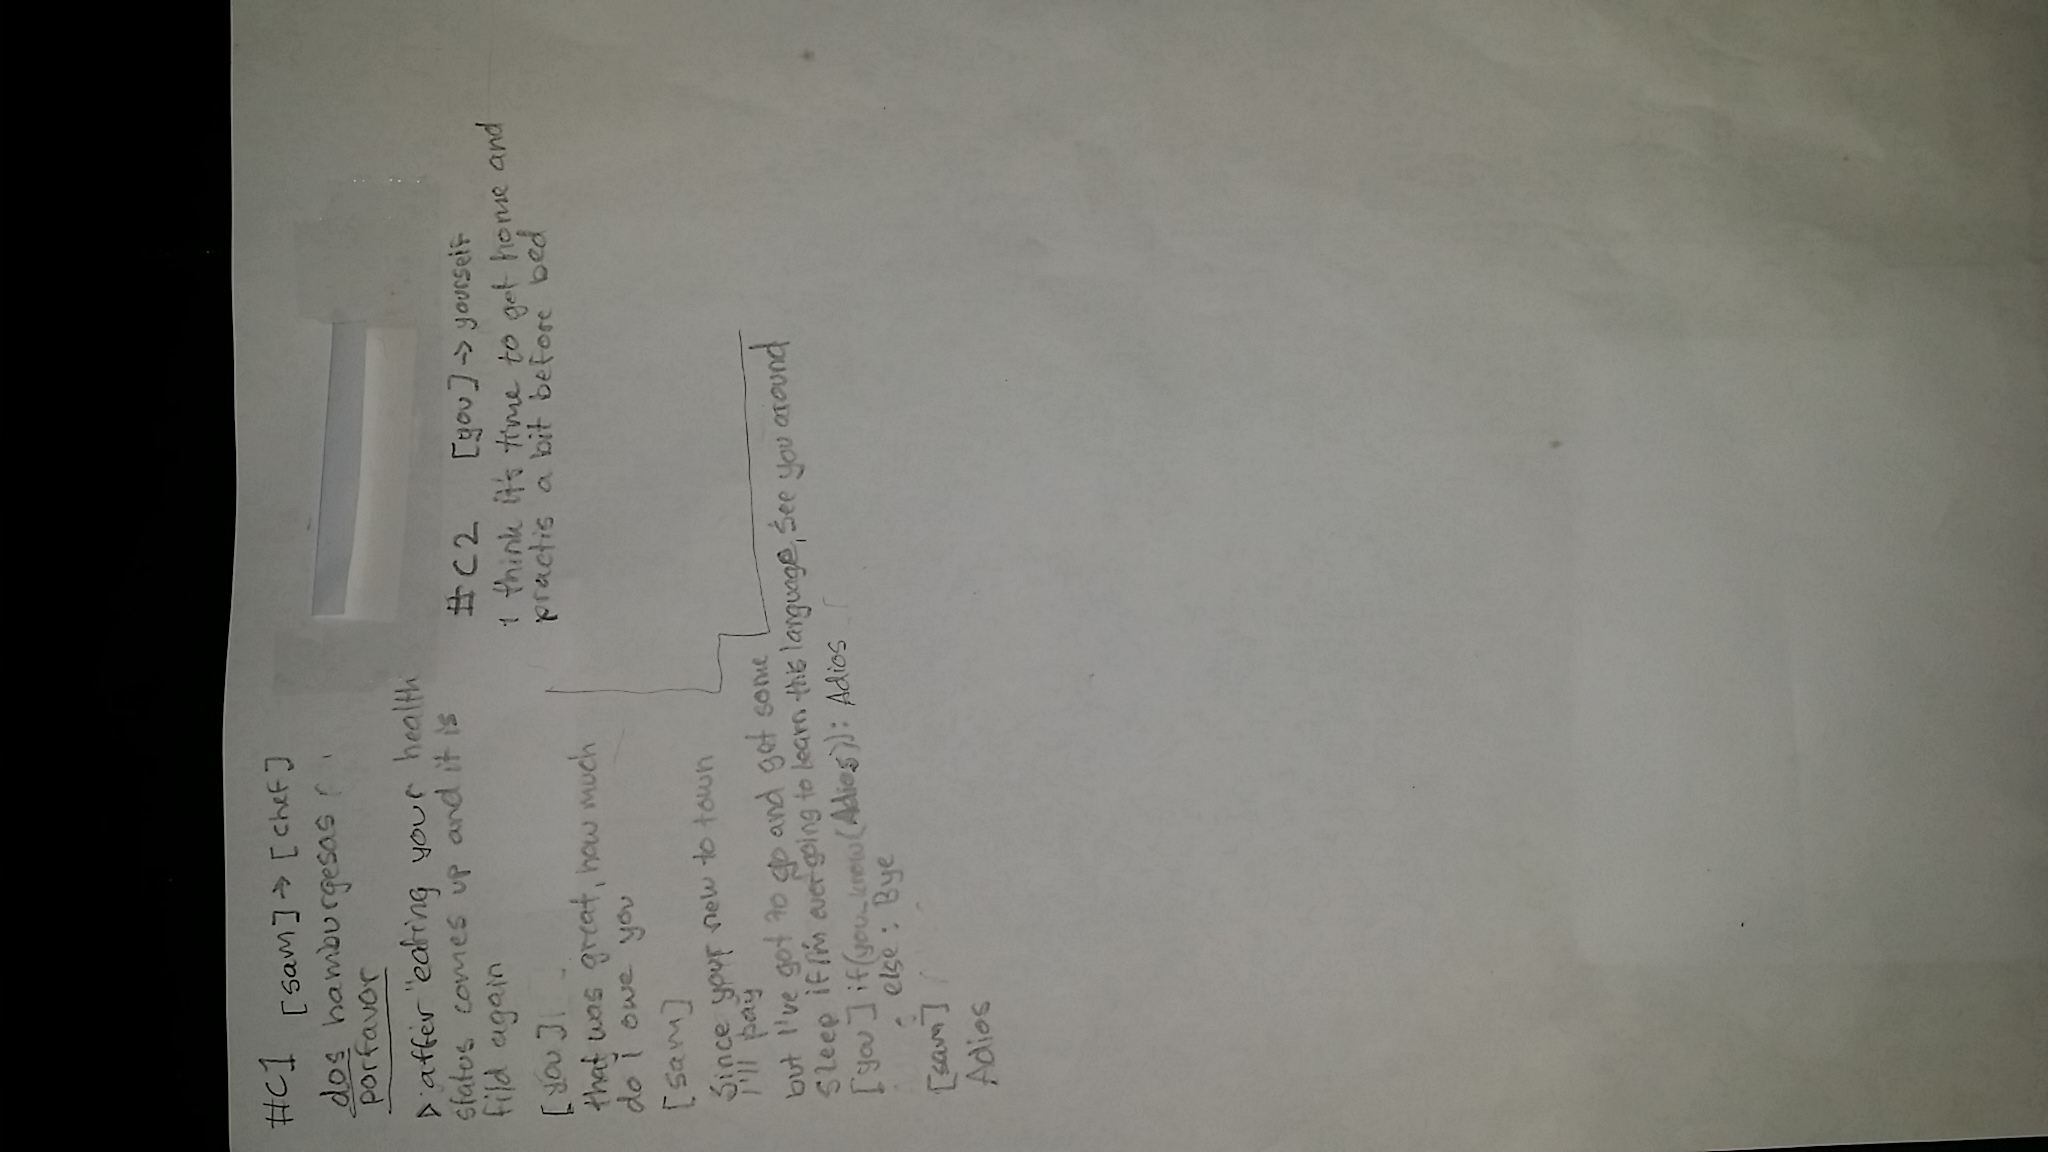 #C1 [sam] → [chef]
dos hamburgesas
porfavor
▷ after eating your health
status comes up and it is
fild again
[you]
that was great, how much
do i owe you
[sam]
Since your new to town
I'll pay
but I've got to go and get some
Sleep if I'm ever going to learn this language, See you around
[you] if(you_know(Adios)): Adios
else: Bye
[sam]
Adios
#C2 [you] → yourself
I think it's time to get home and
practis a bit before bed